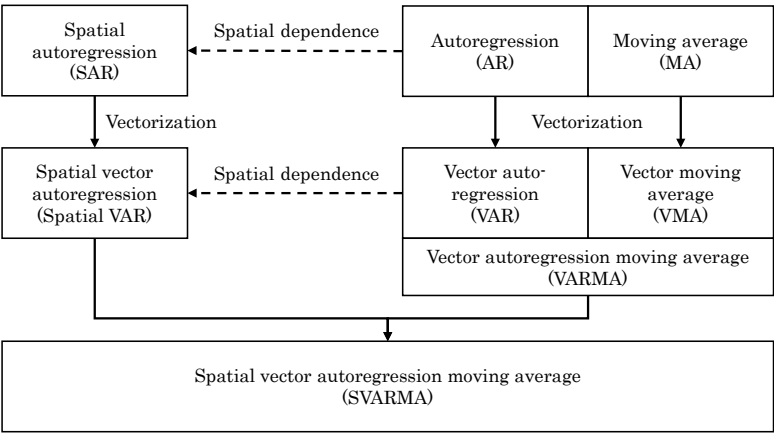 Spatial
autoregression
(SAR)
Spatial dependence
Autoregression
(AR)
Moving average
(MA)
Vectorization
Vectorization
Spatial vector
autoregression
(Spatial VAR)
Spatial dependence
Vector auto-
regression
(VAR)
Vector moving
average
(VMA)
Vector autoregression moving average
(VARMA)
Spatial vector autoregression moving average
(SVARMA)